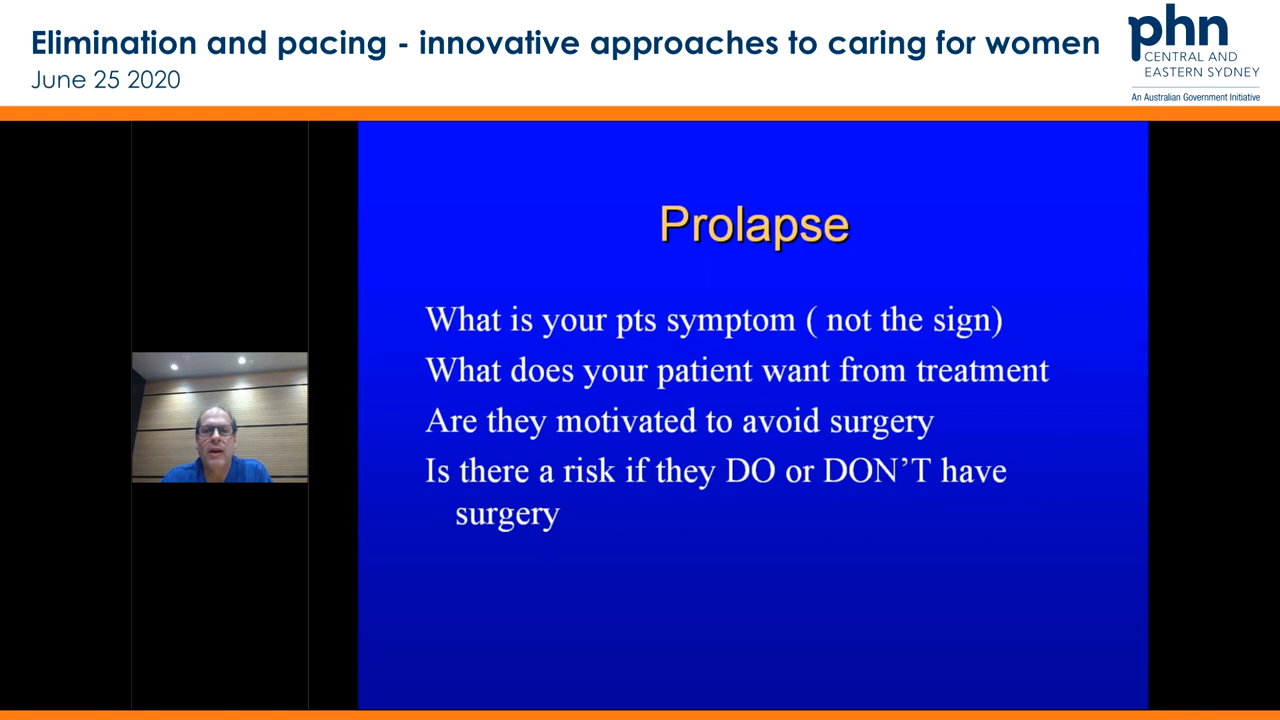 Elimination and pacing - innovative approaches to caring for women
June 25 2020
phn
CENTRAL AND
EASTERN SYDNEY
An Australian Government Initiative
Prolapse
What is your pts symptom ( not the sign)
What does your patient want from treatment
Are they motivated to avoid surgery
Is there a risk if they DO or DON’T have
surgery